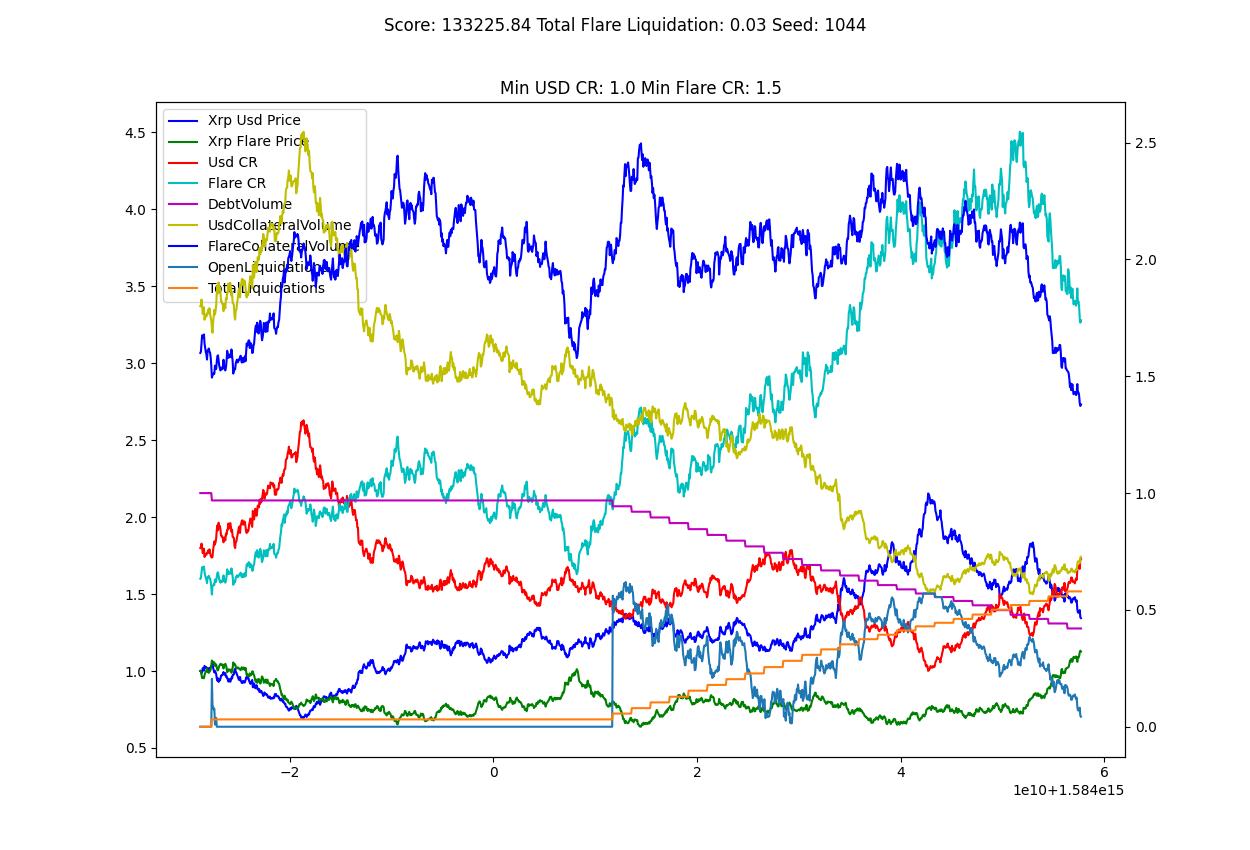 Score: 133225.84 Total Flare Liquidation: 0.03 Seed: 1044
Min USD CR: 1.0 Min Flare CR: 1.5
Xrp Usd Price
Xrp Flare Price
Usd CR
Flare CR
DebtVolume
UsdCollateralVolume
FlareCollateralVolume
OpenLiquidations
TotalLiquidations
4.5
4.0
3.5
3.0
2.5
2.0
1.5
1.0
0.5
2.5
2.0
1.5
1.0
0.5
0.0
−2 0 2 4 6
1e10+1.584e15